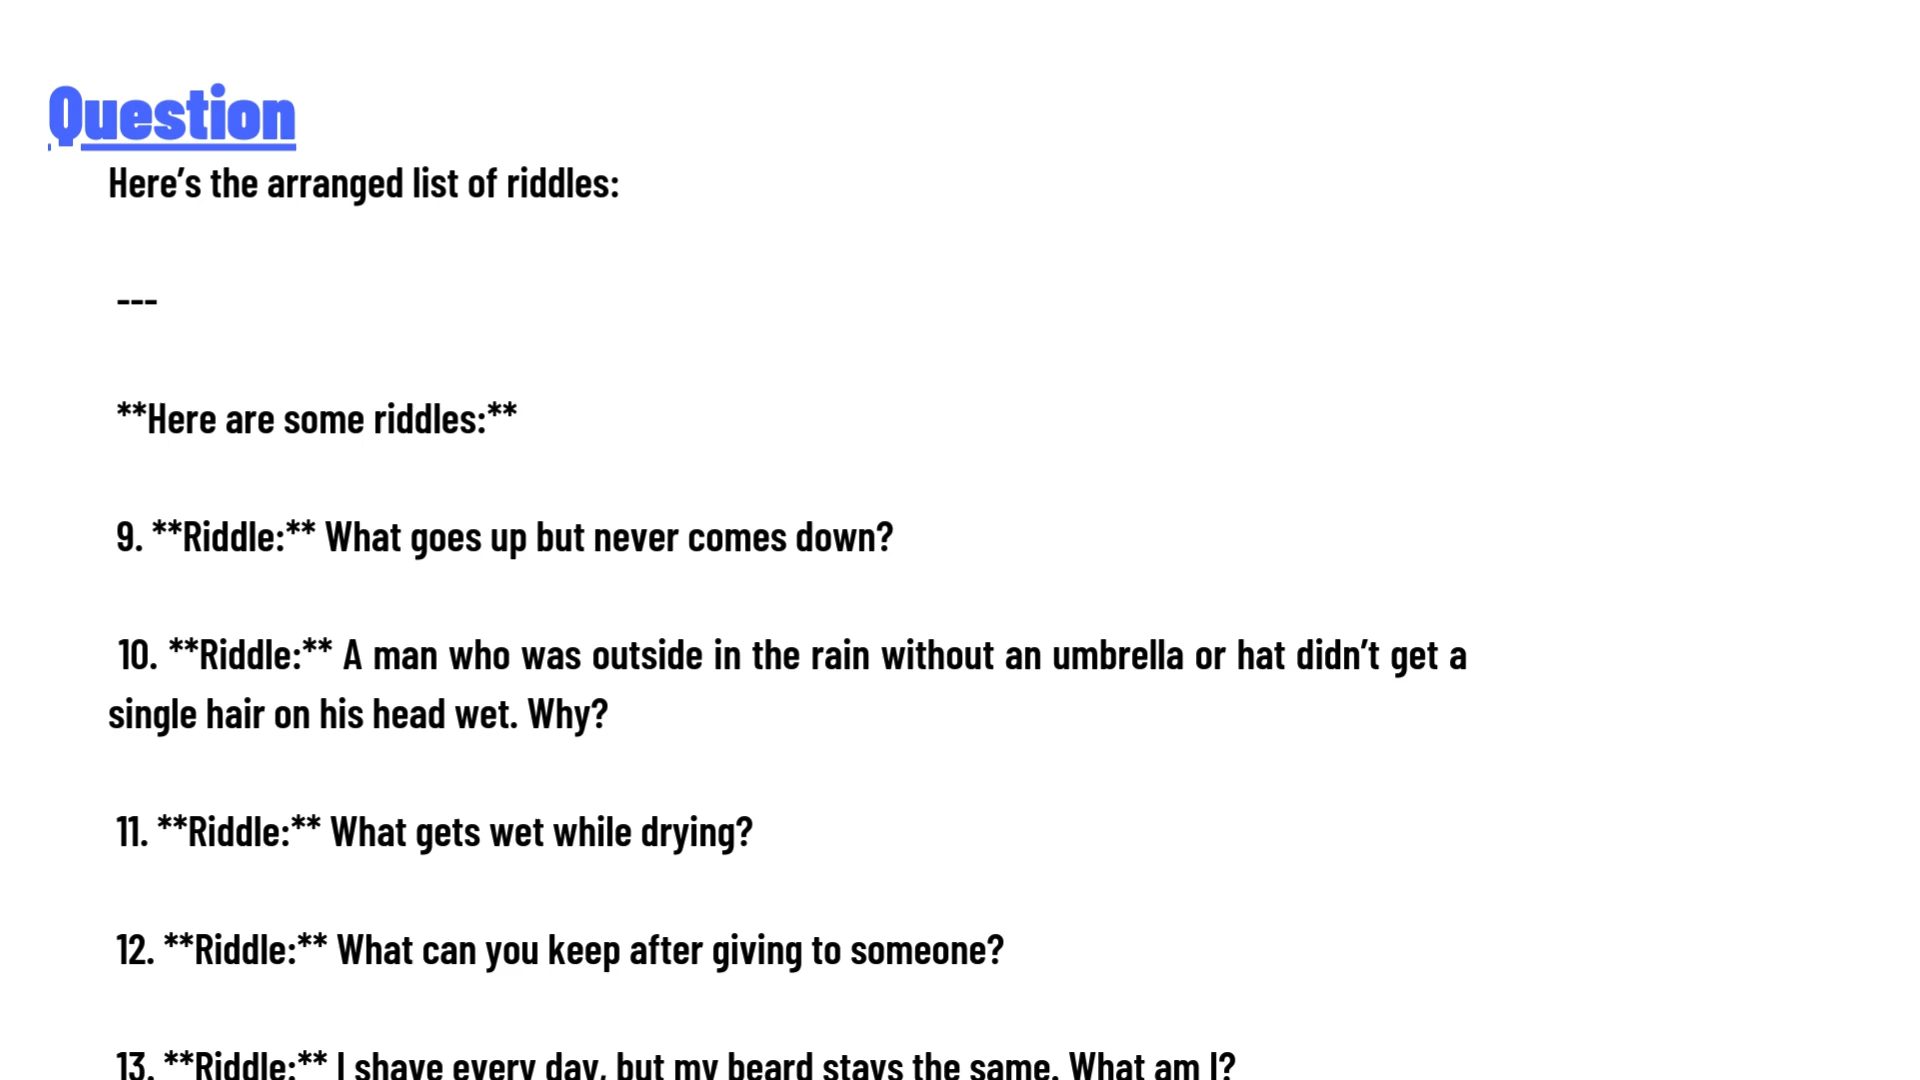 Question
Here’s the arranged list of riddles:
---
**Here are some riddles:**
9. **Riddle:** What goes up but never comes down?
10. **Riddle:** A man who was outside in the rain without an umbrella or hat didn’t get a
single hair on his head wet. Why?
11. **Riddle:** What gets wet while drying?
12. **Riddle:** What can you keep after giving to someone?
13. **Riddle:** I shave every day, but my beard stays the same. What am I?